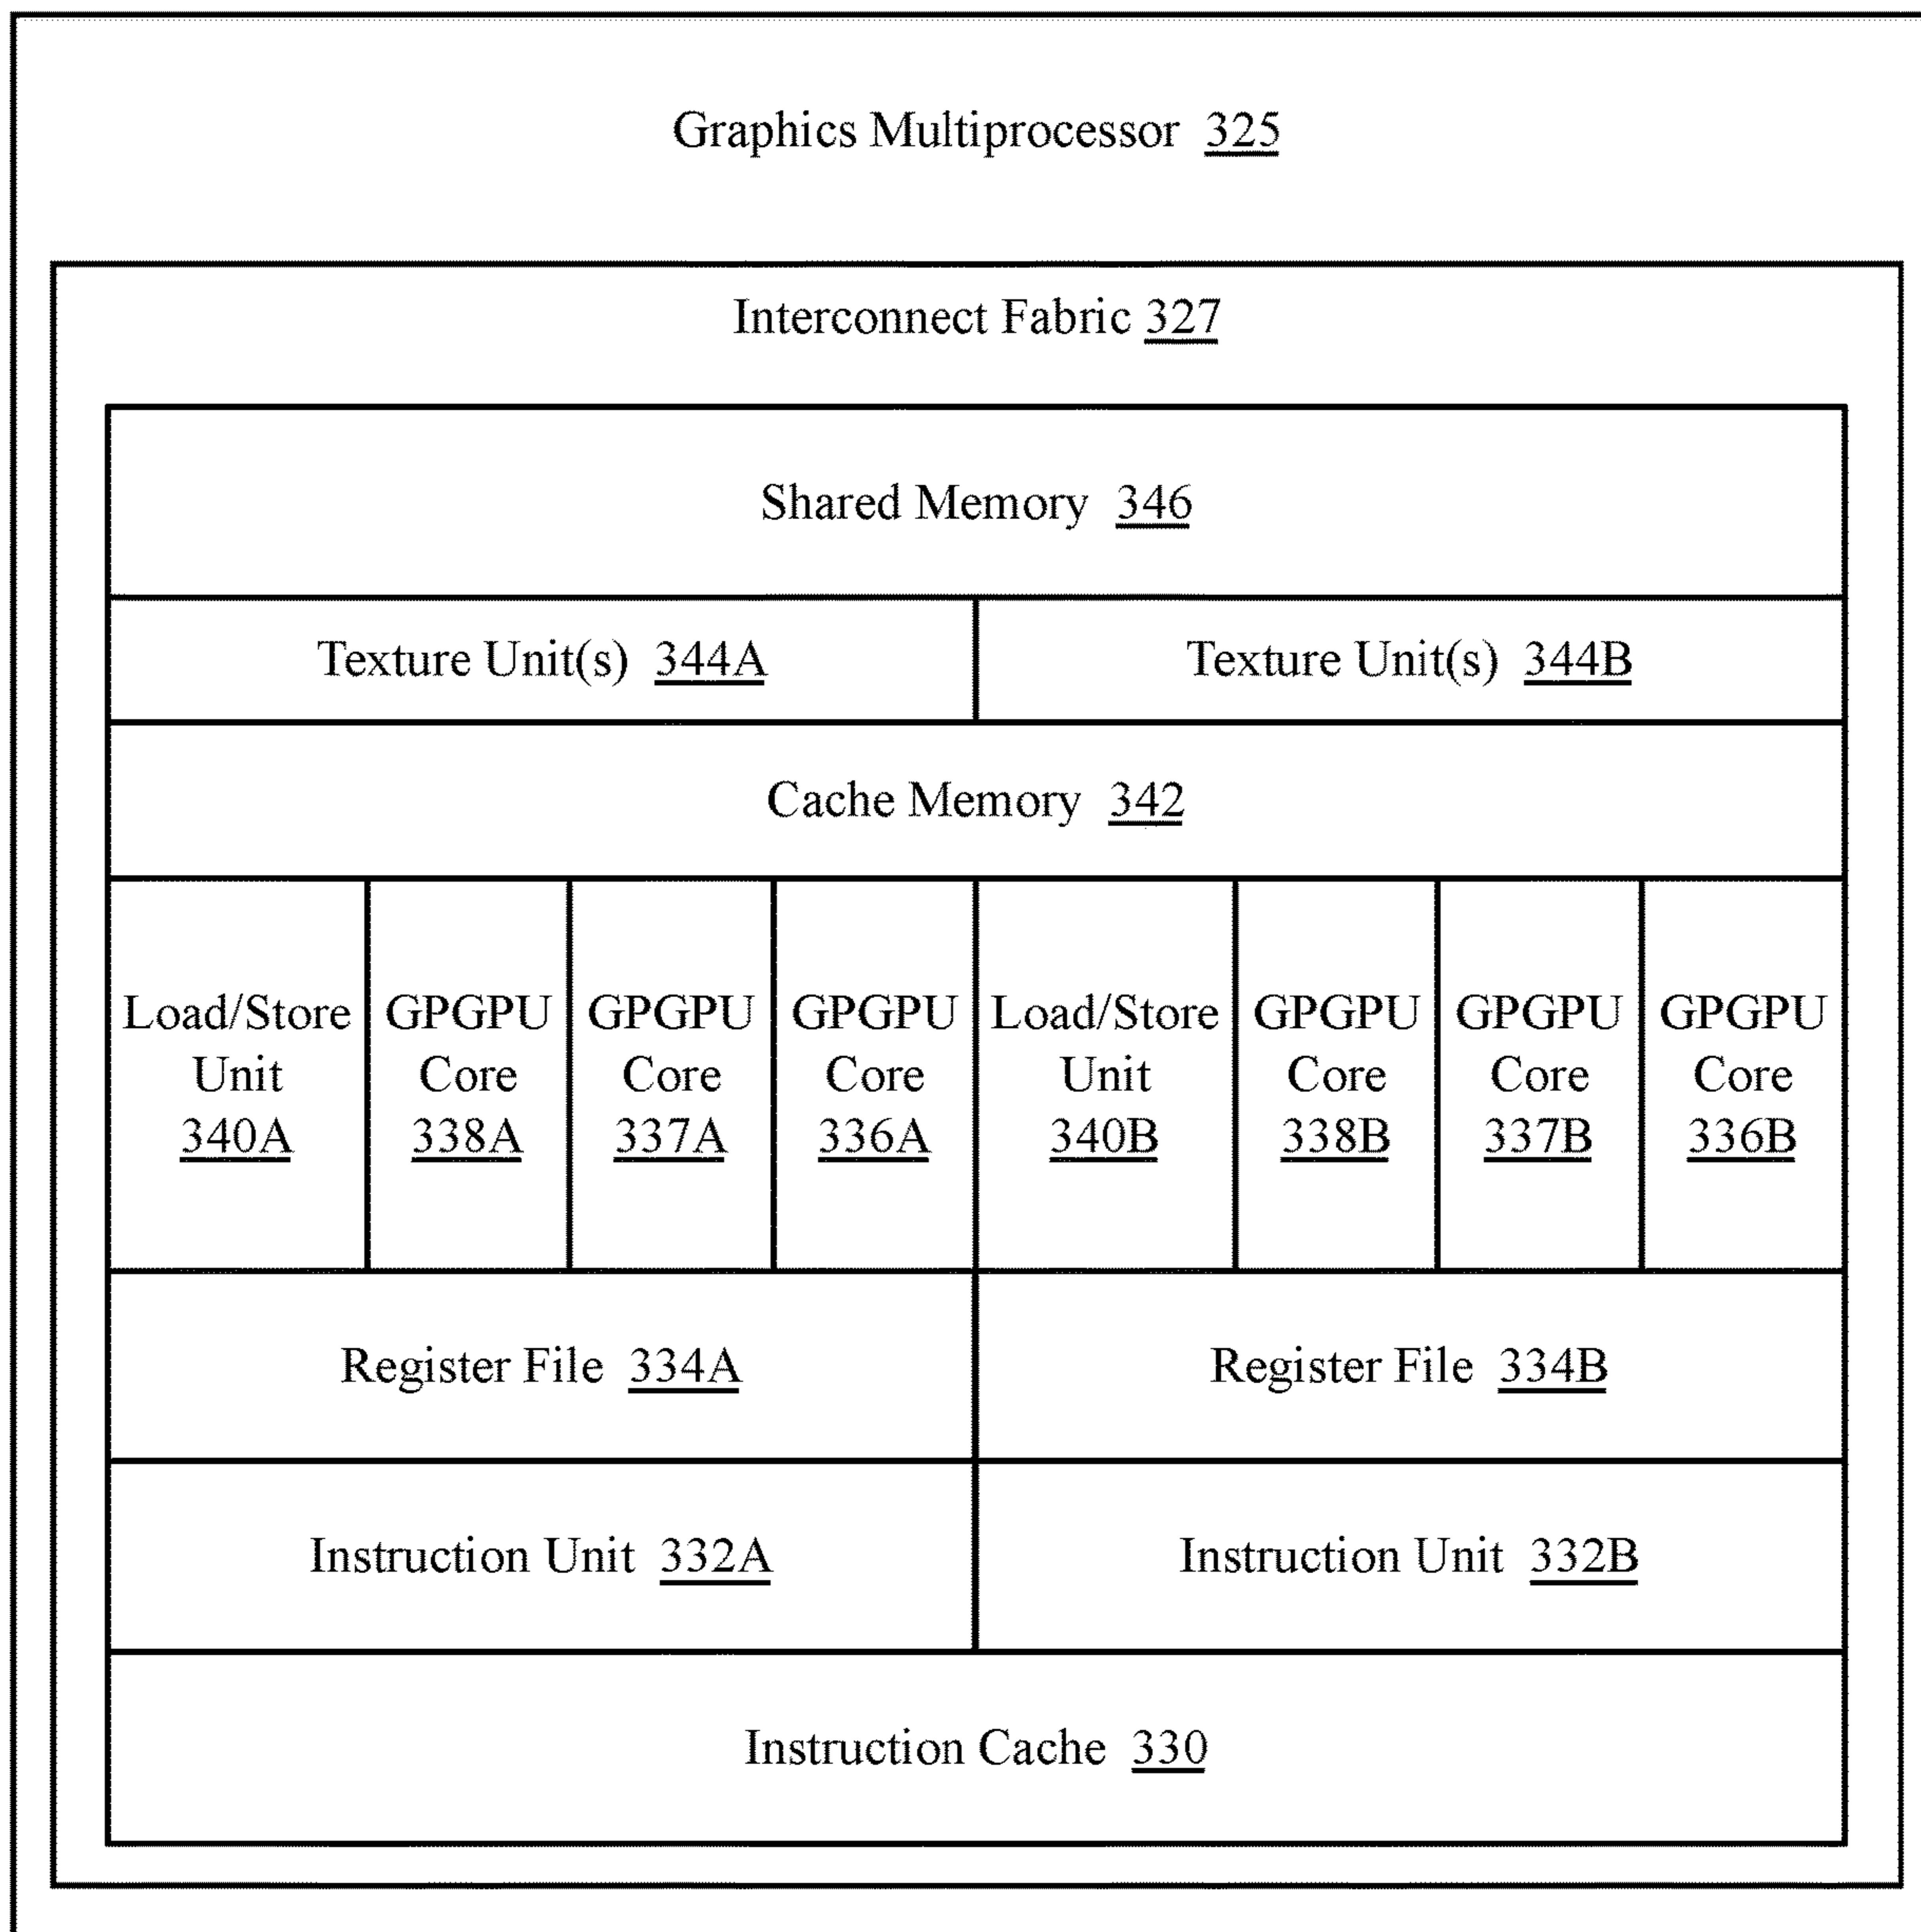 Graphics Multiprocessor 325
Interconnect Fabric 327
Shared Memory 346
Texture Unit(s) 344A
Texture Unit(s) 344B
Cache Memory 342
Load/Store
Unit
340A
GPGPU
Core
338A
GPGPU
Core
337A
GPGPU
Core
336A
Load/Store
Unit
340B
GPGPU
Core
338B
GPGPU
Core
337B
GPGPU
Core
336B
Register File 334A
Register File 334B
Instruction Unit 332A
Instruction Unit 332B
Instruction Cache 330